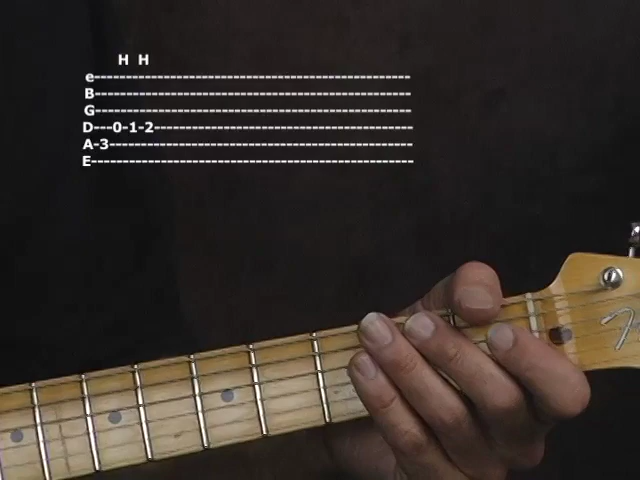 H H
e-------------------------------------------------
B-------------------------------------------------
G-------------------------------------------------
D---0-1-2----------------------------------------
A-3-----------------------------------------------
E-------------------------------------------------